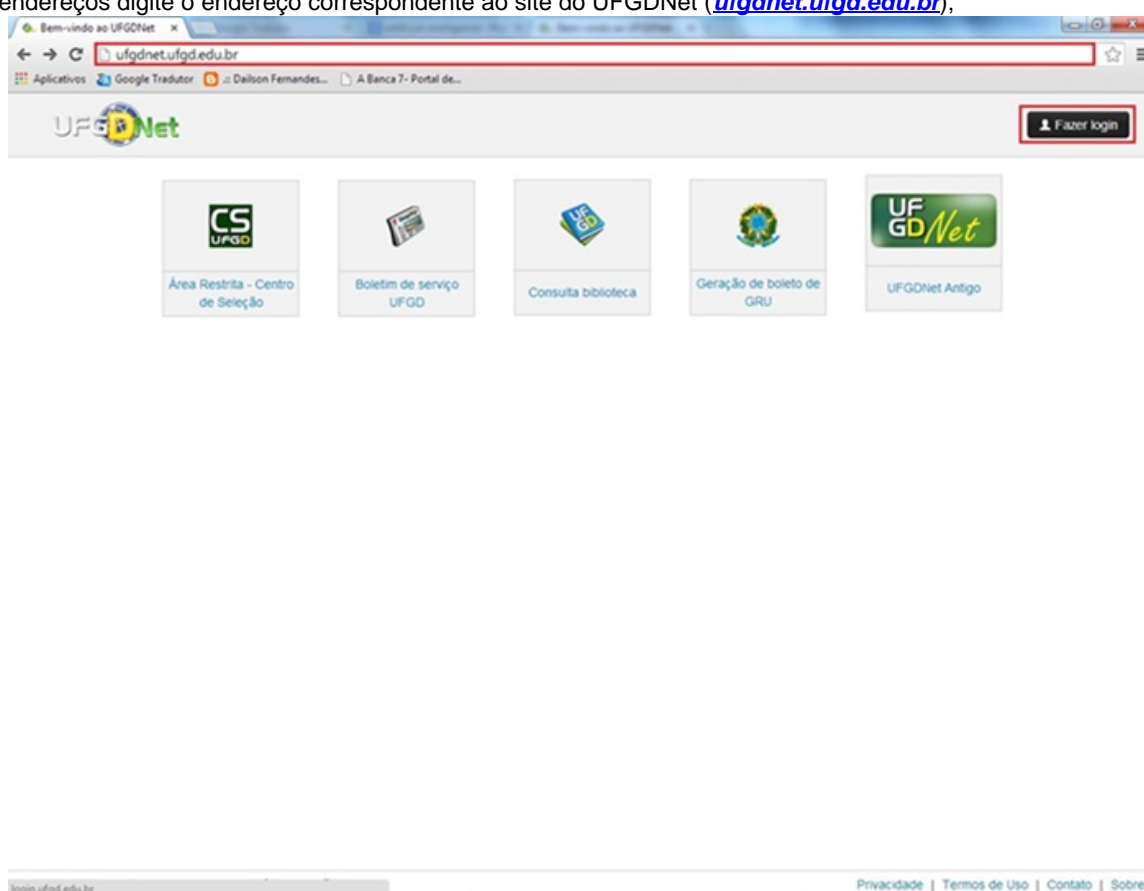 endereços digite o endereço correspondente ao site do UFGDNet (ufgdnet.ufgd.edu.br),
Bem-vindo ao UFGDNet
ufgdnet.ufgd.edu.br
Aplicativos Google Tradutor .:: Dailson Fernandes... A Banca 7- Portal de...
UFGDNet
Fazer login
CS
UFGD
UF
GD
UF
GDNet
Área Restrita - Centro
de Seleção
Boletim de serviço
UFGD
Consulta biblioteca
Geração de boleto de
GRU
UFGDNet Antigo
login.ufgd.edu.br
Privacidade | Termos de Uso | Contato | Sobre